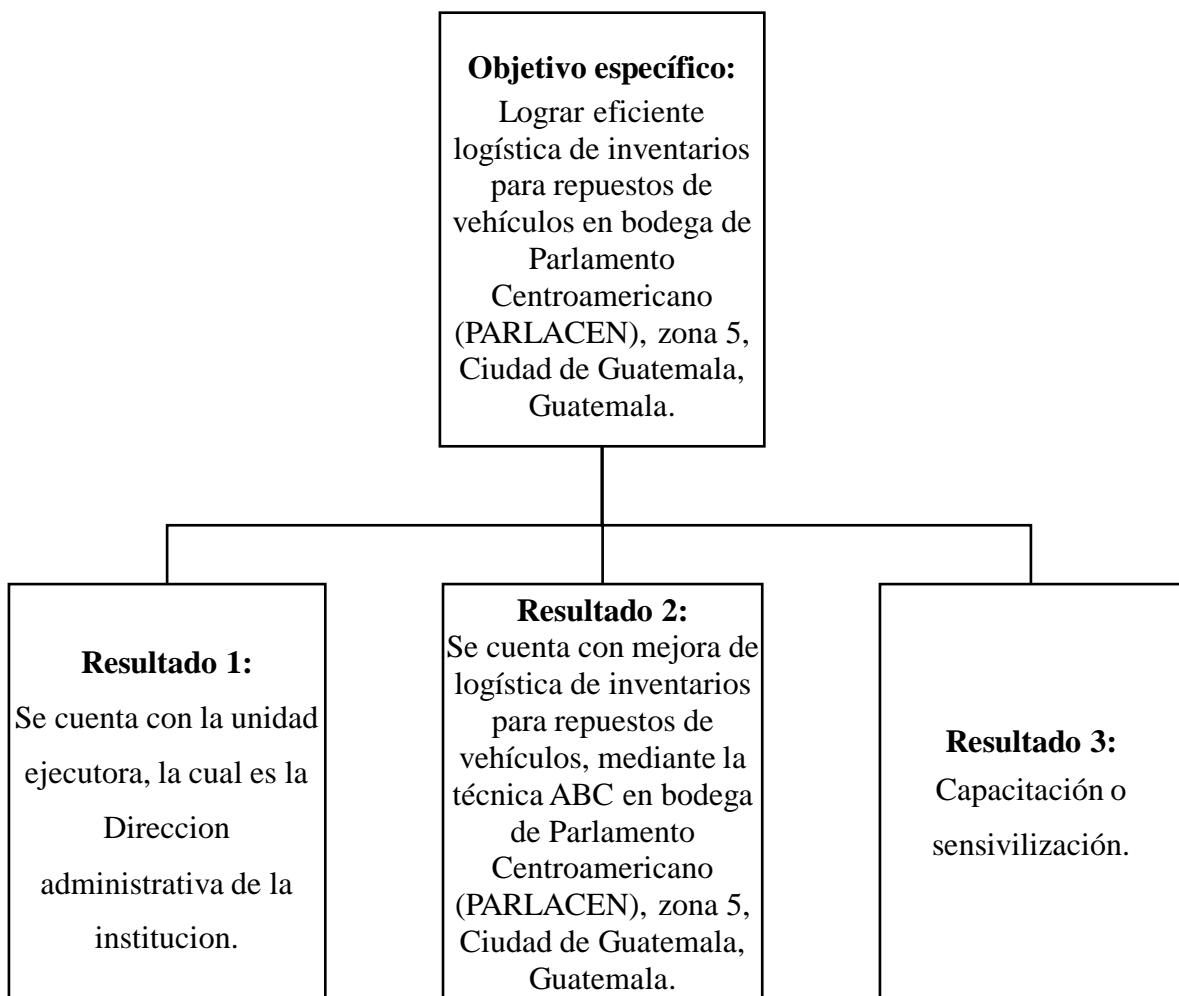 Objetivo específico:
Lograr eficiente
logística de inventarios
para repuestos de
vehículos en bodega de
Parlamento
Centroamericano
(PARLACEN), zona 5,
Ciudad de Guatemala,
Guatemala.
Resultado 1:
Se cuenta con la unidad
ejecutora, la cual es la
Direccion
administrativa de la
institucion.
Resultado 2:
Se cuenta con mejora de
logística de inventarios
para repuestos de
vehículos, mediante la
técnica ABC en bodega
de Parlamento
Centroamericano
(PARLACEN), zona 5,
Ciudad de Guatemala,
Guatemala.
Resultado 3:
Capacitación o
sensivilización.